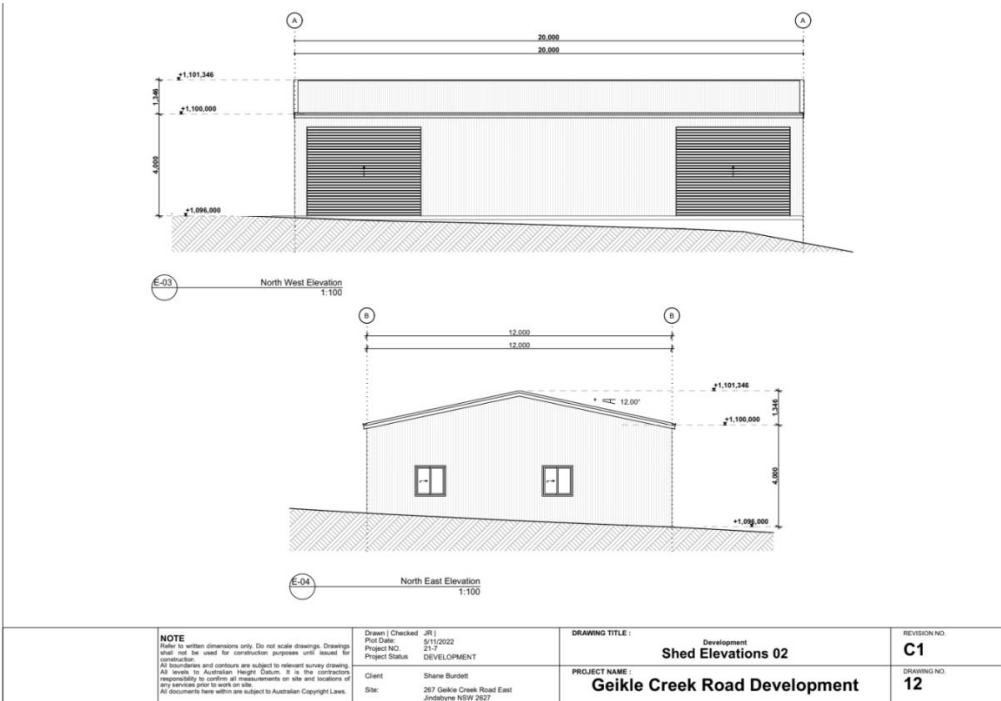 A
A
20,000
20,000
+1,101,346
1,346
+1,100,000
4,000
+1,096,000
E-03
North West Elevation
1:100
B
B
12,000
12,000
+1,101,346
12.00°
1,346
+1,100,000
4,000
+1,096,000
E-04
North East Elevation
1:100
NOTE
Refer to written dimensions only. Do not scale drawings. Drawings
shall not be used for construction purposes until issued for
construction.
All boundaries and contours are subject to relevant survey drawing.
All levels to Australian Height Datum. It is the contractors
responsibility to confirm all measurements on site and locations of
any services prior to work on site.
All documents here within are subject to Australian Copyright Laws.
Drawn | Checked JR |
Plot Date: 5/11/2022
Project NO. 21-7
Project Status DEVELOPMENT
Client Shane Burdett
Site: 267 Geikle Creek Road East
Jindabyne NSW 2627
DRAWING TITLE :
Development
Shed Elevations 02
PROJECT NAME :
Geikle Creek Road Development
REVISION NO.
C1
DRAWING NO.
12